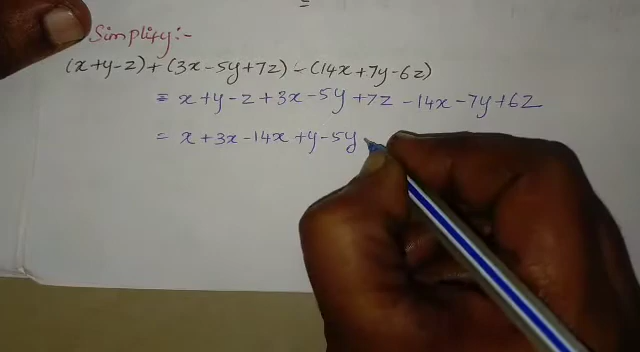 Simplify:-
(x+y-z)+(3x-5y+7z)-(14x+7y-6z)
= x+y-z+3x-5y+7z-14x-7y+6z
= x+3x-14x+y-5y